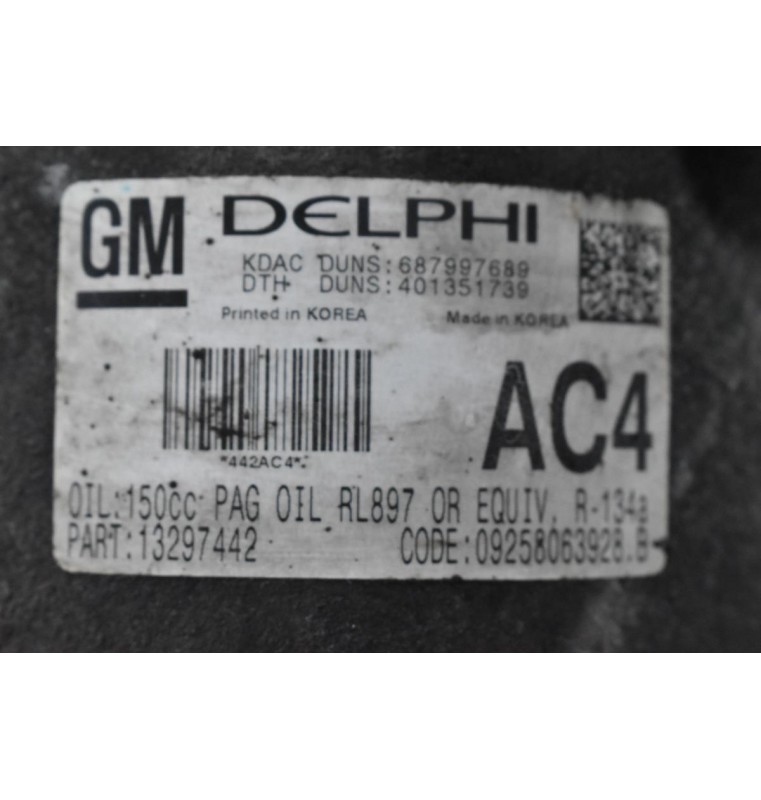 GM DELPHI
KDAC DUNS:687997689
DTH DUNS:401351739
Printed in KOREA Made in KOREA
AC4
*442AC4*
OIL:150cc PAG OIL RL897 OR EQUIV. R-134a
PART:13297442 CODE:09258063928.B